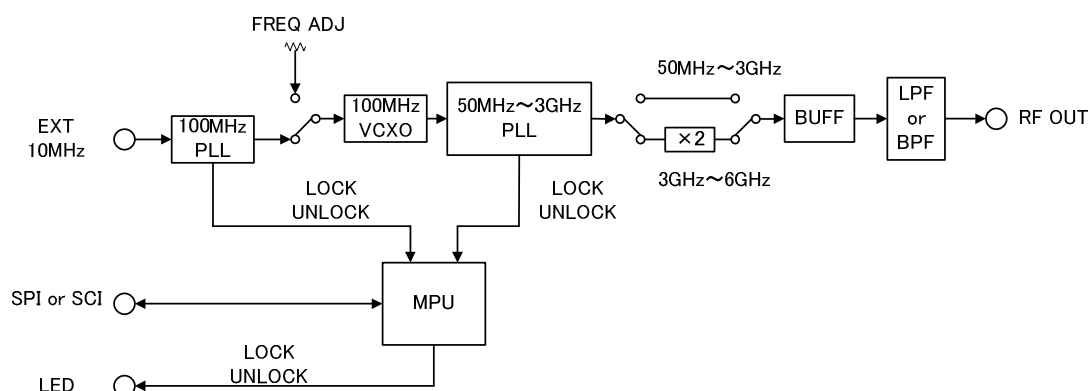 FREQ ADJ
50MHz～3GHz
EXT
10MHz
100MHz
PLL
100MHz
VCXO
50MHz～3GHz
PLL
×2
3GHz～6GHz
BUFF
LPF
or
BPF
RF OUT
LOCK
UNLOCK
LOCK
UNLOCK
SPI or SCI
MPU
LOCK
UNLOCK
LED